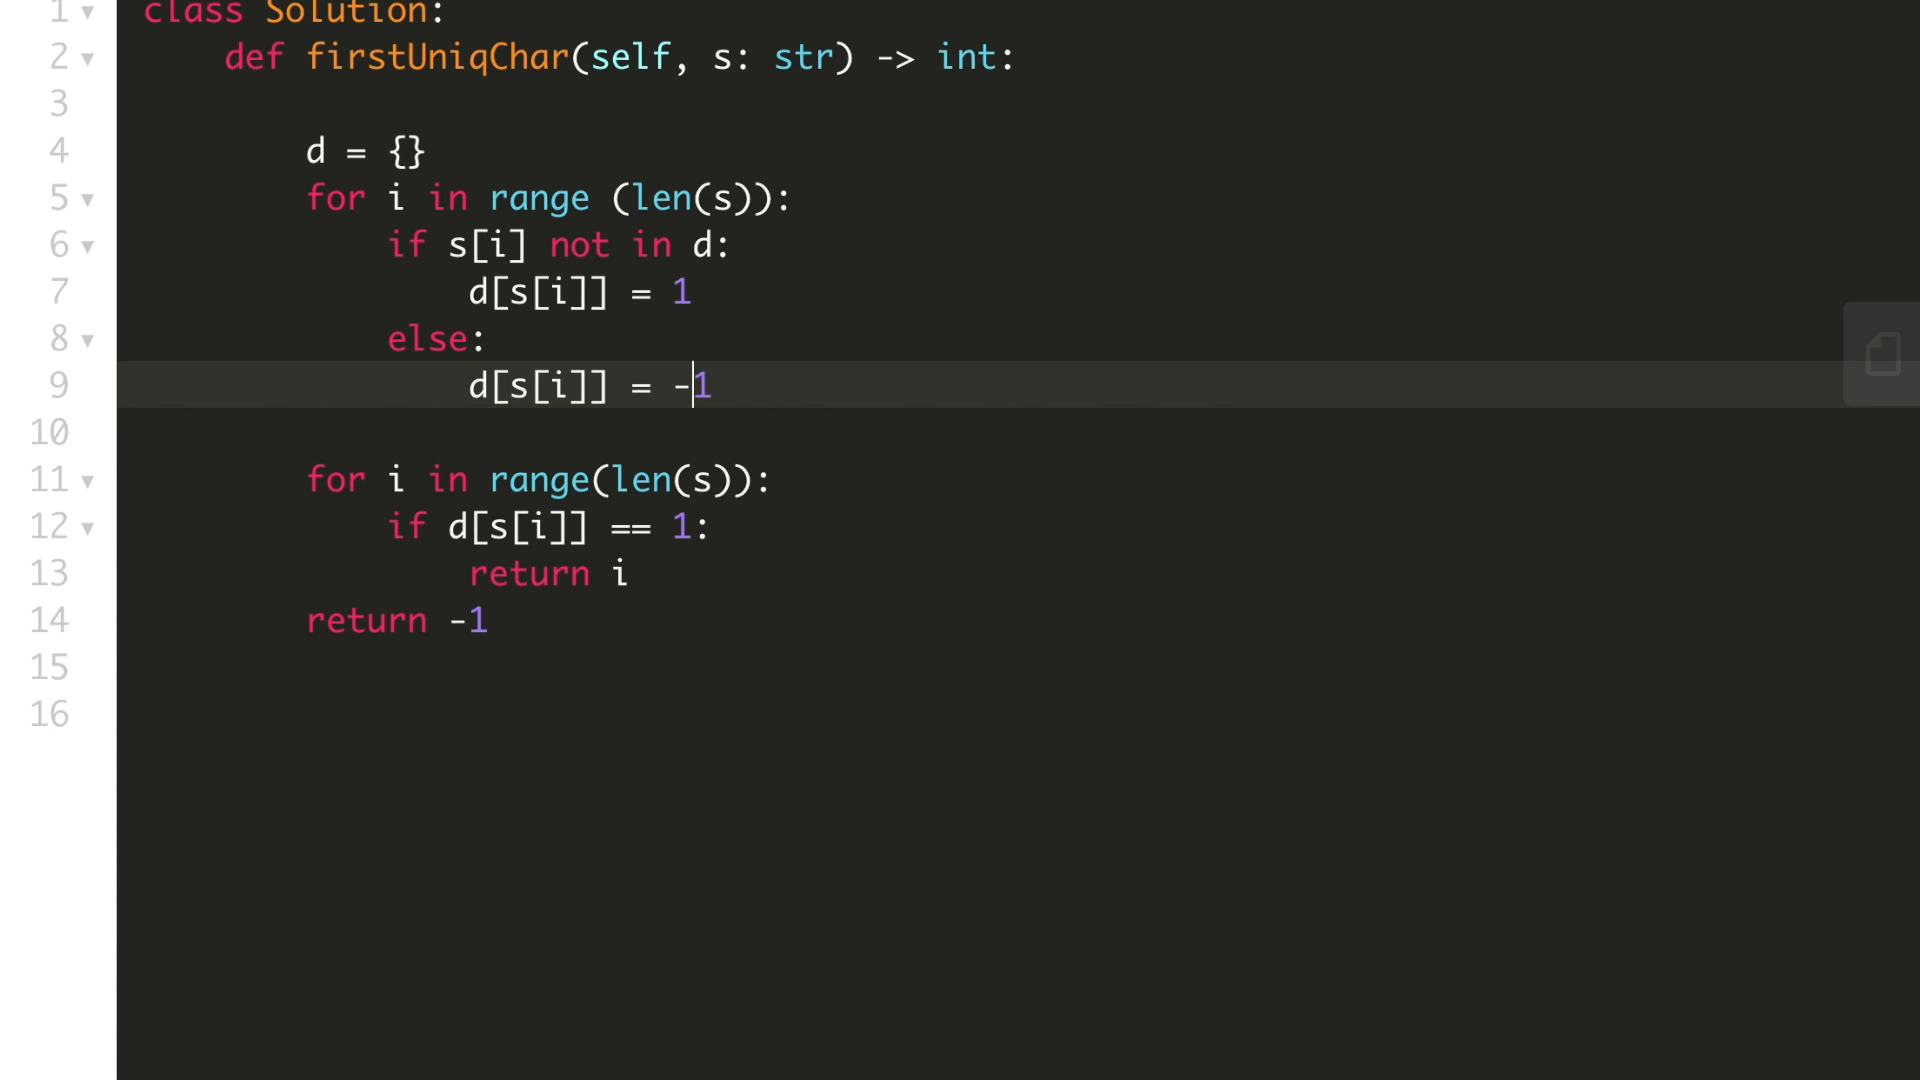 1 class Solution:
2 def firstUniqChar(self, s: str) -> int:
3
4 d = {}
5 for i in range (len(s)):
6 if s[i] not in d:
7 d[s[i]] = 1
8 else:
9 d[s[i]] = -1
10
11 for i in range(len(s)):
12 if d[s[i]] == 1:
13 return i
14 return -1
15
16